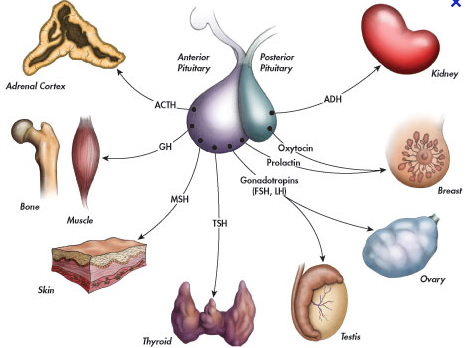 Anterior
Pituitary
Posterior
Pituitary
Adrenal Cortex
Kidney
ACTH
ADH
GH
Oxytocin
Prolactin
Gonadotropins
(FSH, LH)
Breast
Bone
Muscle
MSH
TSH
Skin
Ovary
Thyroid
Testis